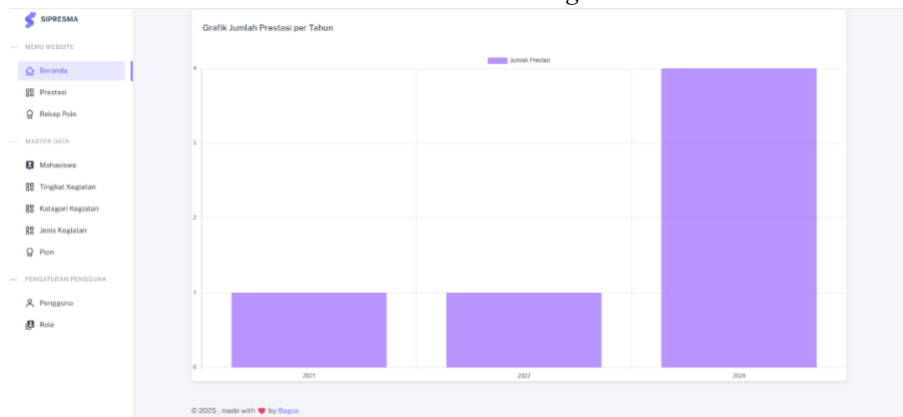 SIPRESMA
MENU WEBSITE
Beranda
Prestasi
Rekap Poin
MASTER DATA
Mahasiswa
Tingkat Kegiatan
Kategori Kegiatan
Jenis Kegiatan
Poin
PENGATURAN PENGGUNA
Pengguna
Role
Grafik Jumlah Prestasi per Tahun
Jumlah Prestasi
4
3
2
1
0
2021
2022
2024
© 2025, made with ❤ by Bagus